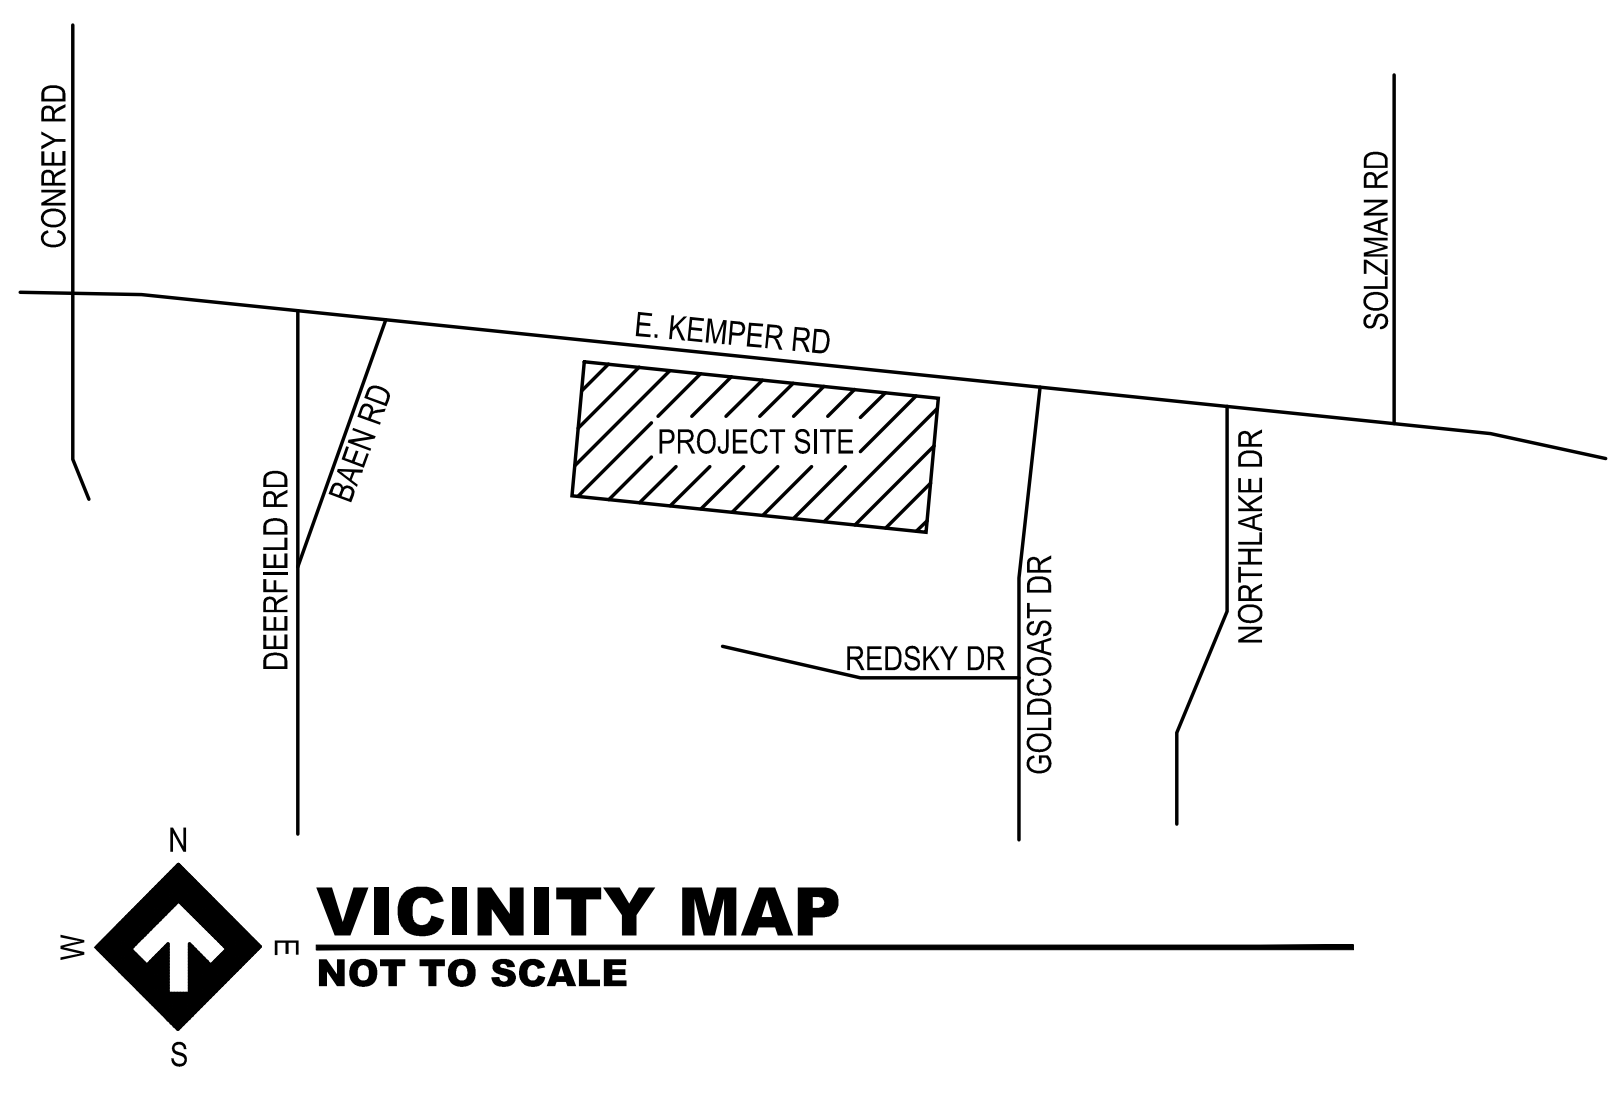 CONREY RD
SOLZMAN RD
E. KEMPER RD
BAEN RD
PROJECT SITE
DEERFIELD RD
NORTHLAKE DR
GOLDCOAST DR
REDSKY DR
N
W
E
S
VICINITY MAP
NOT TO SCALE